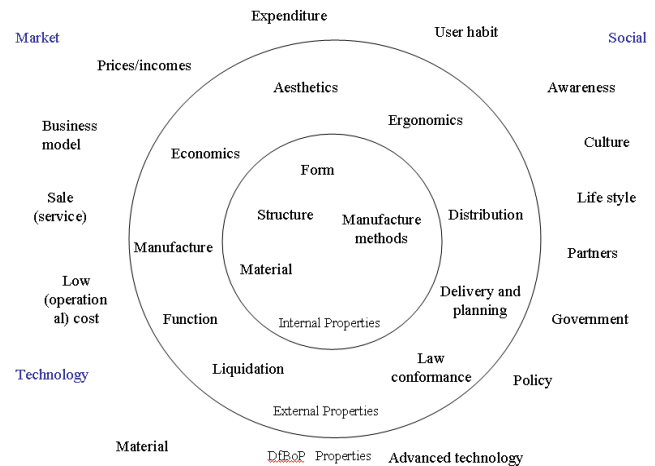 Expenditure
User habit
Market
Social
Prices/incomes
Aesthetics
Awareness
Ergonomics
Business
model
Culture
Economics
Form
Sale
(service)
Life style
Structure
Manufacture
methods
Distribution
Manufacture
Partners
Material
Low
(operation
al) cost
Delivery and
planning
Function
Internal Properties
Government
Liquidation
Law
conformance
Technology
Policy
External Properties
Material
DfBoP Properties
Advanced technology